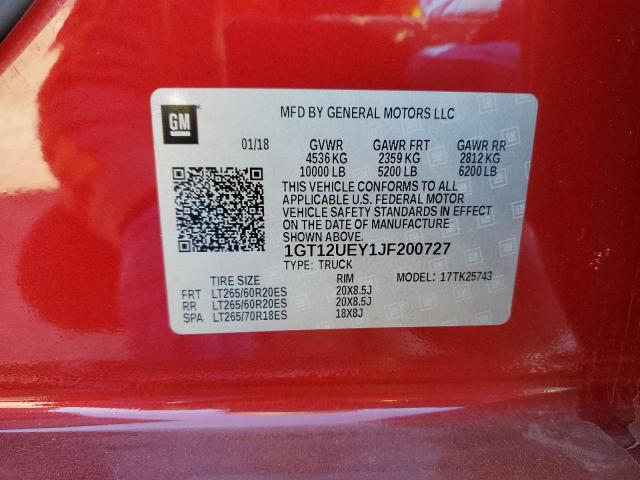 GM
MFD BY GENERAL MOTORS LLC
01/18 GVWR GAWR FRT GAWR RR
4536 KG 2359 KG 2812 KG
10000 LB 5200 LB 6200 LB
THIS VEHICLE CONFORMS TO ALL
APPLICABLE U.S. FEDERAL MOTOR
VEHICLE SAFETY STANDARDS IN EFFECT
ON THE DATE OF MANUFACTURE
SHOWN ABOVE.
1GT12UEY1JF200727
TYPE: TRUCK
TIRE SIZE RIM MODEL: 17TK25743
FRT LT265/60R20ES 20X8.5J
RR LT265/60R20ES 20X8.5J
SPA LT265/70R18ES 18X8J